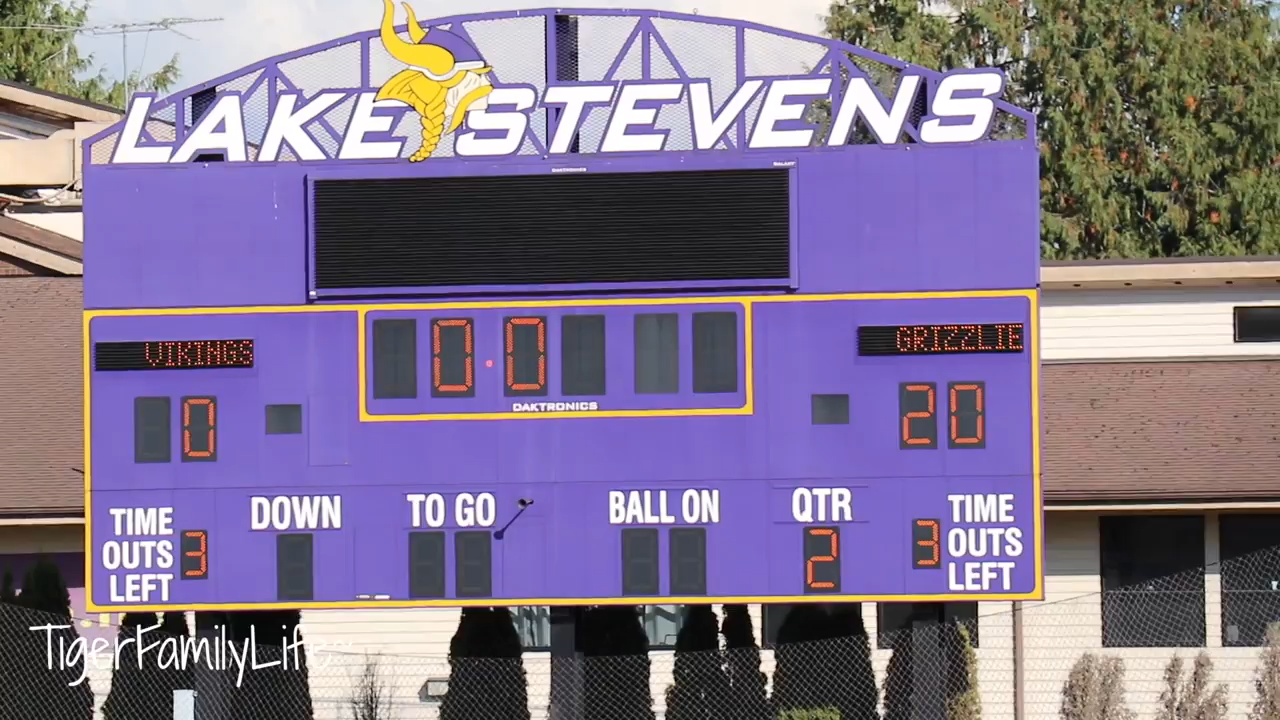 LAKE STEVENS
DAKTRONICS
GALAXY
VIKINGS
0.0
GRIZZLIE
DAKTRONICS
0
20
TIME OUTS LEFT 3
DOWN
TO GO
BALL ON
QTR 2
3 TIME OUTS LEFT
TigerFamilyLife